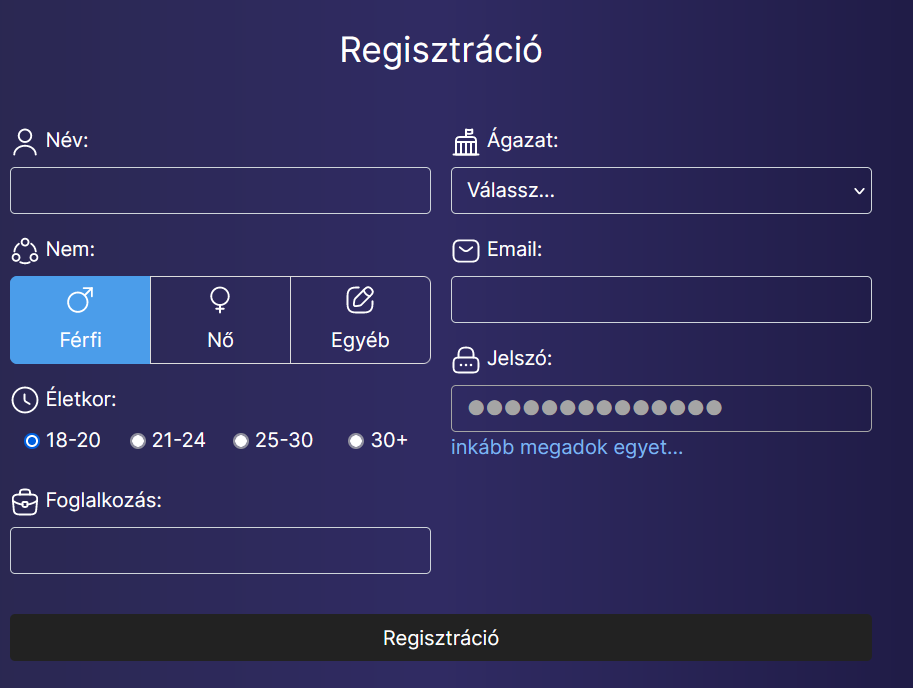 Regisztráció
Név:
Nem:
Férfi
Nő
Egyéb
Életkor:
18-20 21-24 25-30 30+
Foglalkozás:
Ágazat:
Válassz...
Email:
Jelszó:
inkább megadok egyet...
Regisztráció